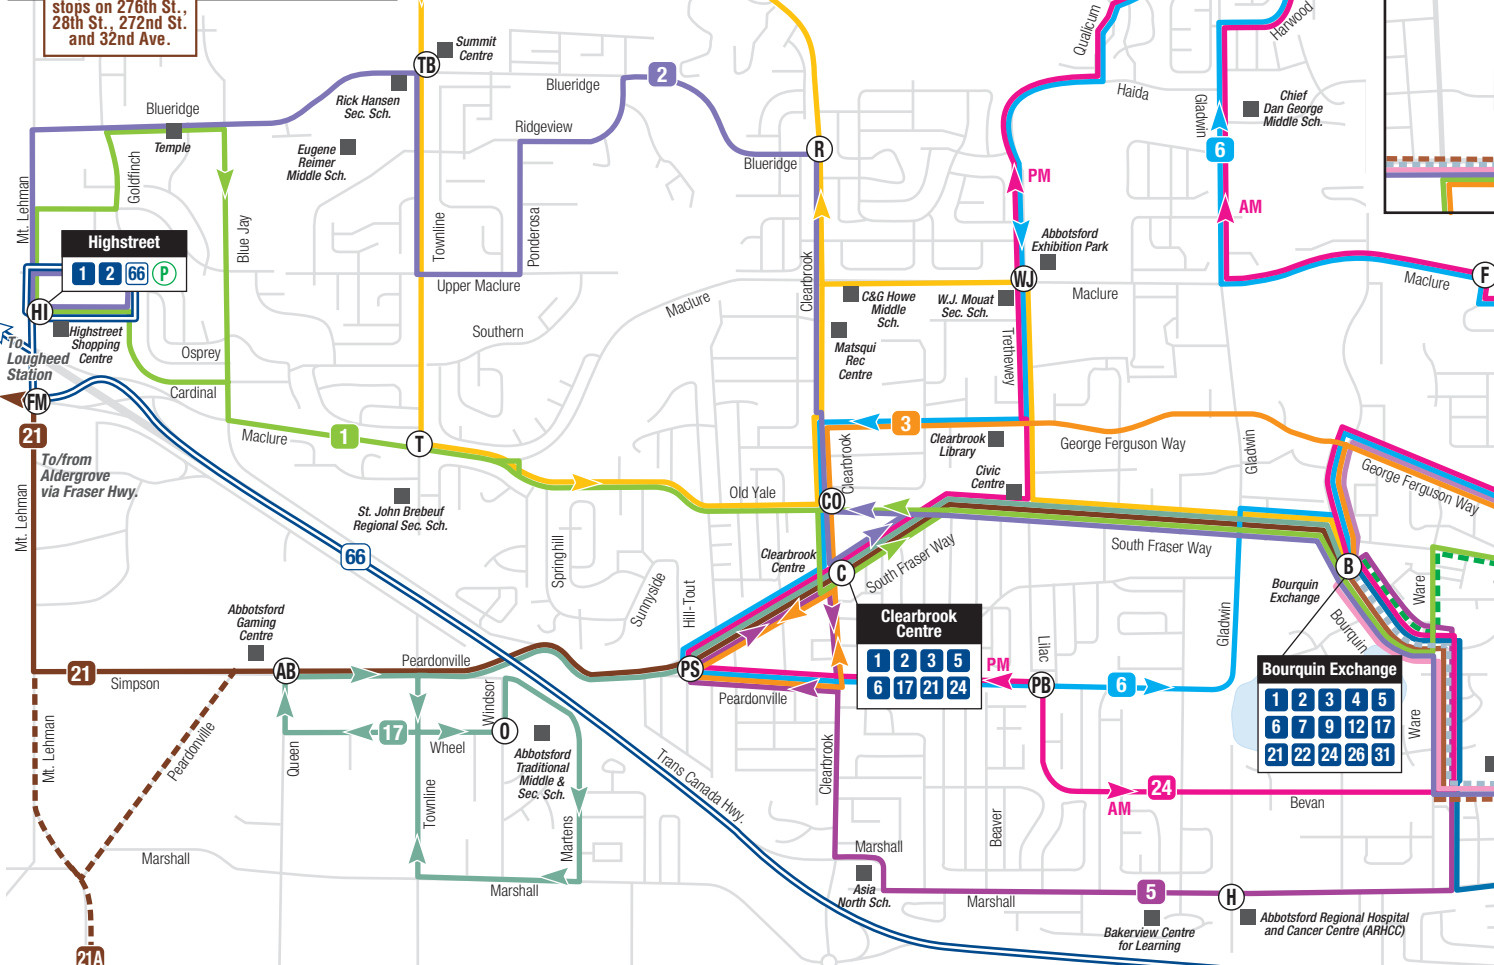 stops on 276th St.,
28th St., 272nd St.
and 32nd Ave.
TB
Summit
Centre
Rick Hansen
Sec. Sch.
Blueridge
2
Blueridge
Temple
Ridgeview
Eugene
Reimer
Middle Sch.
Goldfinch
Mt. Lehman
Blue Jay
Townline
Ponderosa
Blueridge
R
Qualicum
Haida
Gladwin
Harwood
Chief
Dan George
Middle Sch.
6
PM
AM
Highstreet
1 2 66 P
HI
Highstreet
Shopping
Centre
To
Lougheed
Station
FM
Upper Maclure
Southern
Maclure
Clearbrook
C&G Howe
Middle
Sch.
Matsqui
Rec
Centre
W.J. Mouat
Sec. Sch.
WJ
Abbotsford
Exhibition Park
Maclure
Maclure
F
Trethewey
Osprey
Cardinal
Maclure
1
T
21
To/from
Aldergrove
via Fraser Hwy.
Mt. Lehman
St. John Brebeuf
Regional Sec. Sch.
Old Yale
3
Clearbrook
Clearbrook
Library
Civic
Centre
George Ferguson Way
Gladwin
George Ferguson Way
CO
66
Springhill
Sunnyside
Hill-Tout
Clearbrook
Centre
C
South Fraser Way
South Fraser Way
B
Bourquin
Exchange
Bourquin
Ware
Abbotsford
Gaming
Centre
21
Simpson
AB
Peardonville
PS
Peardonville
Clearbrook
Centre
1 2 3 5
6 17 21 24
PM
Lilac
PB
6
Gladwin
Bourquin Exchange
1 2 3 4 5
6 7 9 12 17
21 22 24 26 31
Ware
Mt. Lehman
Peardonville
Queen
17
Wheel
Windsor
O
Abbotsford
Traditional
Middle &
Sec. Sch.
Townline
Martens
Marshall
Marshall
Trans Canada Hwy.
Clearbrook
24
AM
Bevan
Beaver
Marshall
Asia
North Sch.
Marshall
5
H
Bakerview Centre
for Learning
Abbotsford Regional Hospital
and Cancer Centre (ARHCC)
21A